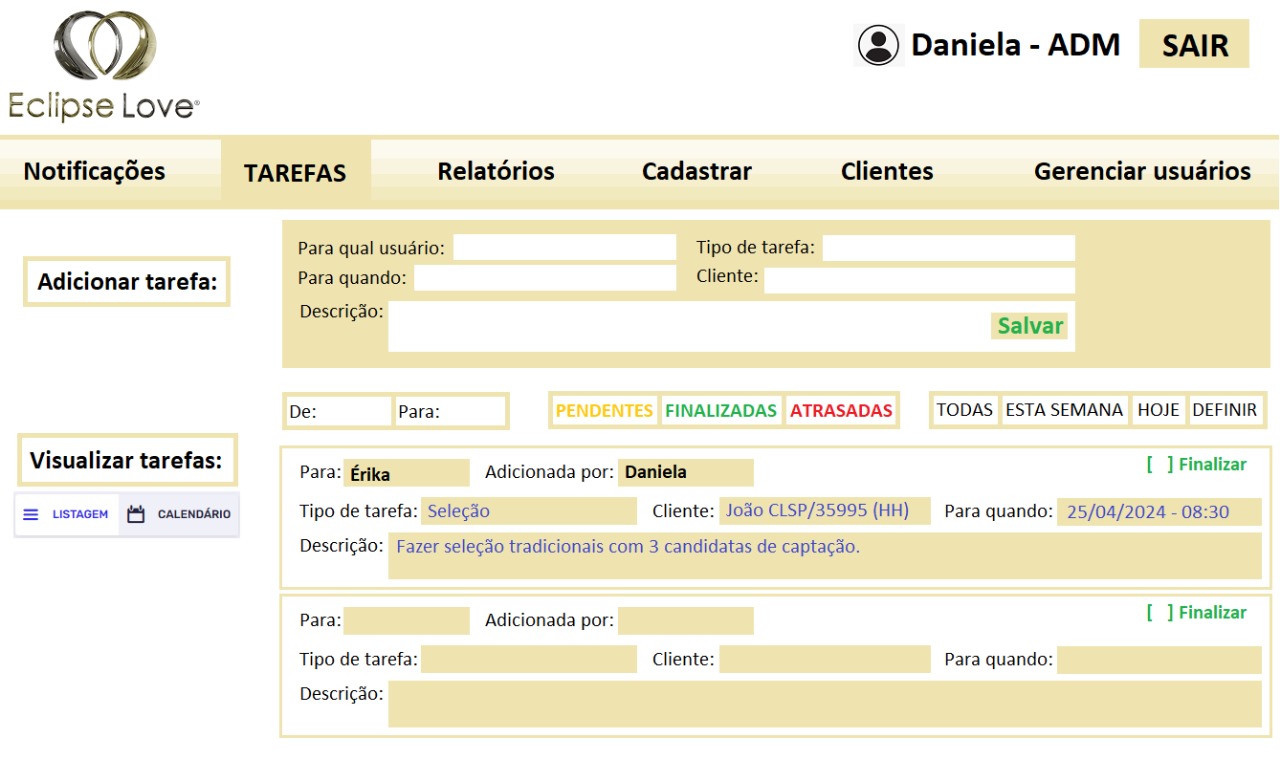 Eclipse Love®
Daniela - ADM
SAIR
Notificações
TAREFAS
Relatórios
Cadastrar
Clientes
Gerenciar usuários
Adicionar tarefa:
Para qual usuário:
Tipo de tarefa:
Para quando:
Cliente:
Descrição:
Salvar
De:
Para:
PENDENTES
FINALIZADAS
ATRASADAS
TODAS
ESTA SEMANA
HOJE
DEFINIR
Visualizar tarefas:
LISTAGEM
CALENDÁRIO
Para: Érika
Adicionada por: Daniela
[ ] Finalizar
Tipo de tarefa: Seleção
Cliente: João CLSP/35995 (HH)
Para quando: 25/04/2024 - 08:30
Descrição: Fazer seleção tradicionais com 3 candidatas de captação.
Para:
Adicionada por:
[ ] Finalizar
Tipo de tarefa:
Cliente:
Para quando:
Descrição: